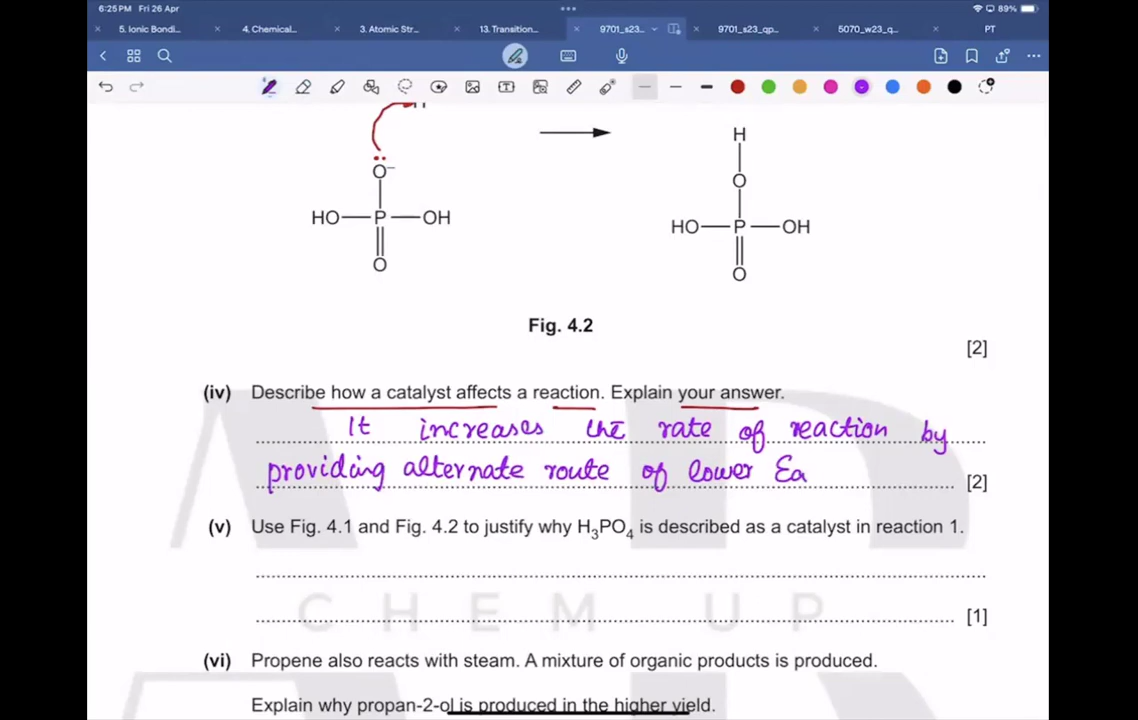 6:25 PM Fri 26 Apr
89%
5. Ionic Bondi...
4. Chemical...
3. Atomic Str...
13. Transition...
9701_s23...
9701_s23_qp...
5070_w23_q...
PT
H
H
O
O⁻
HO P OH
HO P OH
O
O
Fig. 4.2
[2]
(iv) Describe how a catalyst affects a reaction. Explain your answer.
It increases the rate of reaction by
providing alternate route of lower Ea
[2]
(v) Use Fig. 4.1 and Fig. 4.2 to justify why H₃PO₄ is described as a catalyst in reaction 1.
CHEM UP
[1]
(vi) Propene also reacts with steam. A mixture of organic products is produced.
Explain why propan-2-ol is produced in the higher yield.